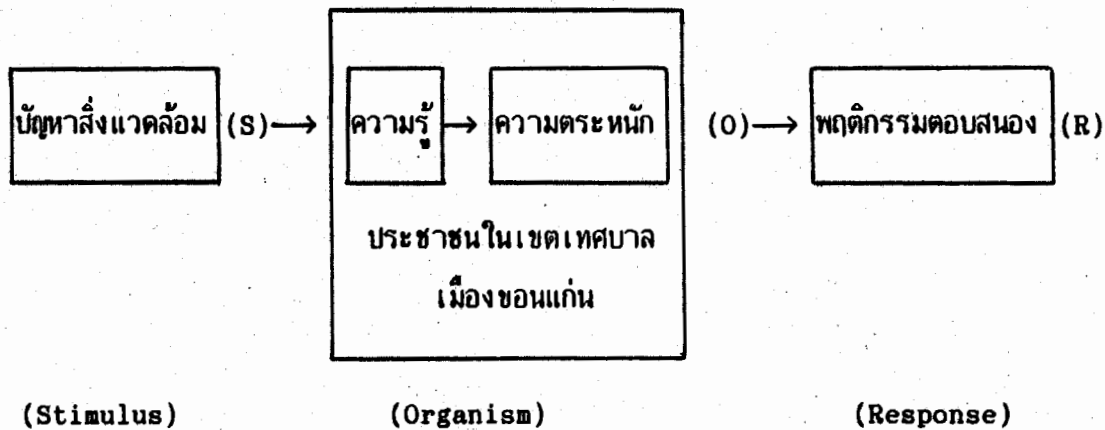 ปัญหาสิ่งแวดล้อม (S)→ ความรู้ → ความตระหนัก (O)→ พฤติกรรมตอบสนอง (R)
ประชาชนในเขตเทศบาล
เมืองขอนแก่น
(Stimulus) (Organism) (Response)